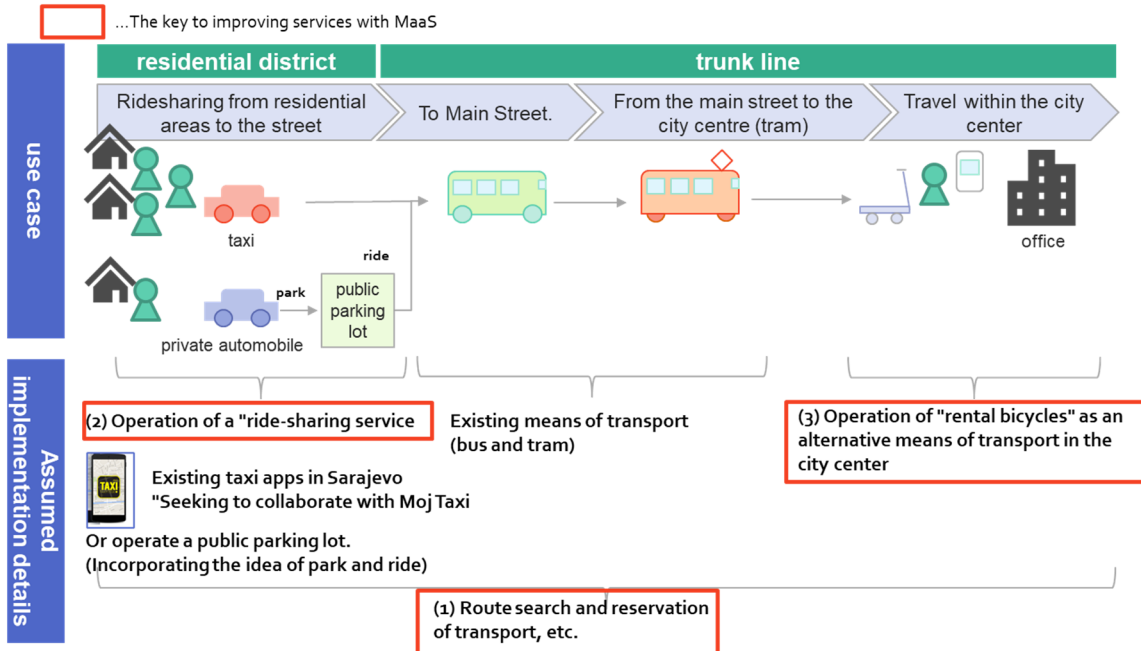 ...The key to improving services with MaaS
residential district
trunk line
Ridesharing from residential
areas to the street
To Main Street.
From the main street to the
city centre (tram)
Travel within the city
center
use case
taxi
office
ride
park
public
parking
lot
private automobile
Assumed
implementation details
(2) Operation of a "ride-sharing service
Existing means of transport
(bus and tram)
(3) Operation of "rental bicycles" as an
alternative means of transport in the
city center
TAXI
Existing taxi apps in Sarajevo
"Seeking to collaborate with Moj Taxi
Or operate a public parking lot.
(Incorporating the idea of park and ride)
(1) Route search and reservation
of transport, etc.